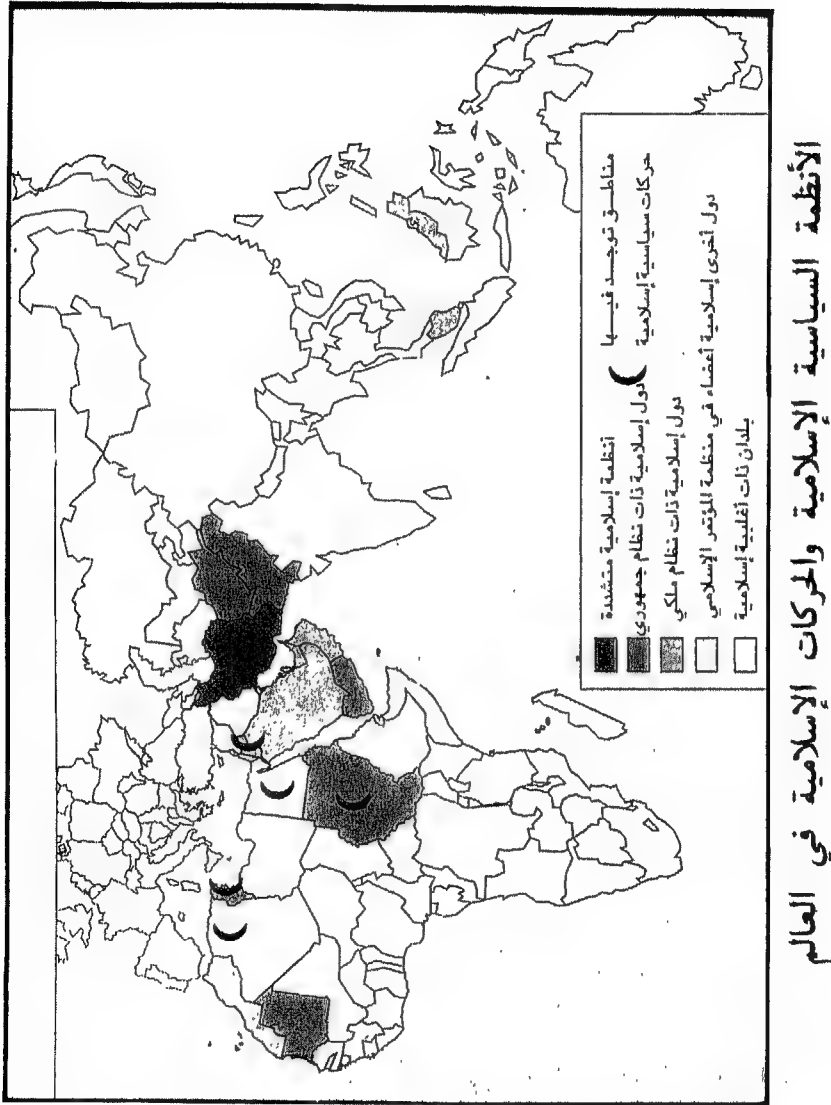 الأنظمة السياسية الإسلامية والحركات الإسلامية في العالم
أنظمة إسلامية متشددة
دول إسلامية ذات نظام جمهوري
دول إسلامية ذات نظام ملكي
دول أخرى إسلامية أعضاء في منظمة المؤتمر الإسلامي
بلدان ذات أغلبية إسلامية
مناطق توجد فيها
حركات سياسية إسلامية